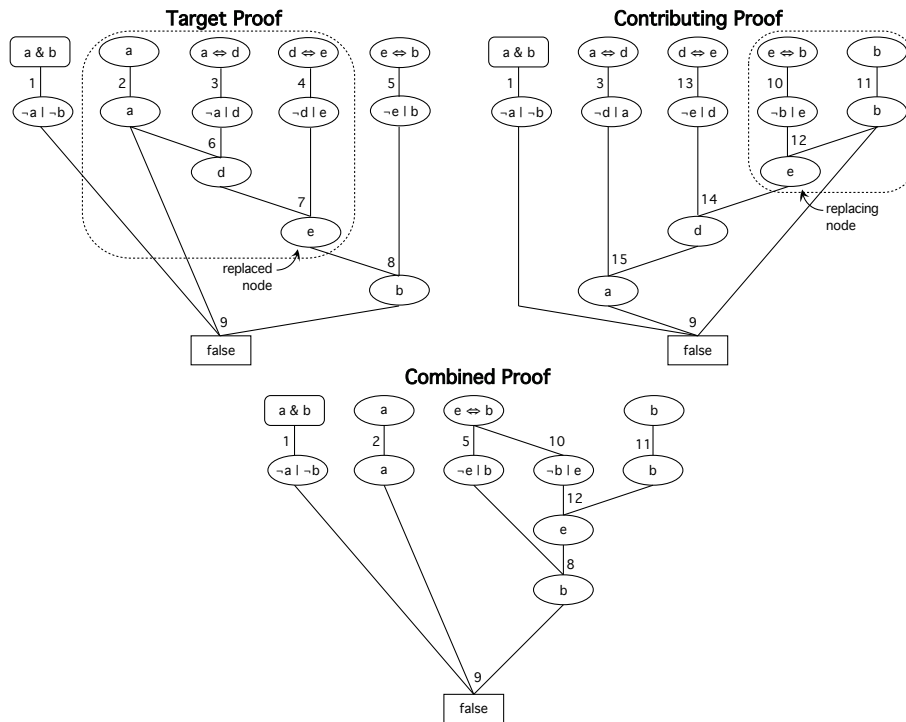 Target Proof
a & b
a
a ⇔ d
d ⇔ e
e ⇔ b
1
2
3
4
5
¬a | ¬b
a
¬a | d
¬d | e
¬e | b
6
d
7
e
replaced
node
8
b
9
false
Contributing Proof
a & b
a ⇔ d
d ⇔ e
e ⇔ b
b
1
3
13
10
11
¬a | ¬b
¬d | a
¬e | d
¬b | e
b
12
e
replacing
node
14
d
15
a
9
false
Combined Proof
a & b
a
e ⇔ b
b
1
2
5
10
11
¬a | ¬b
a
¬e | b
¬b | e
b
12
e
8
b
9
false